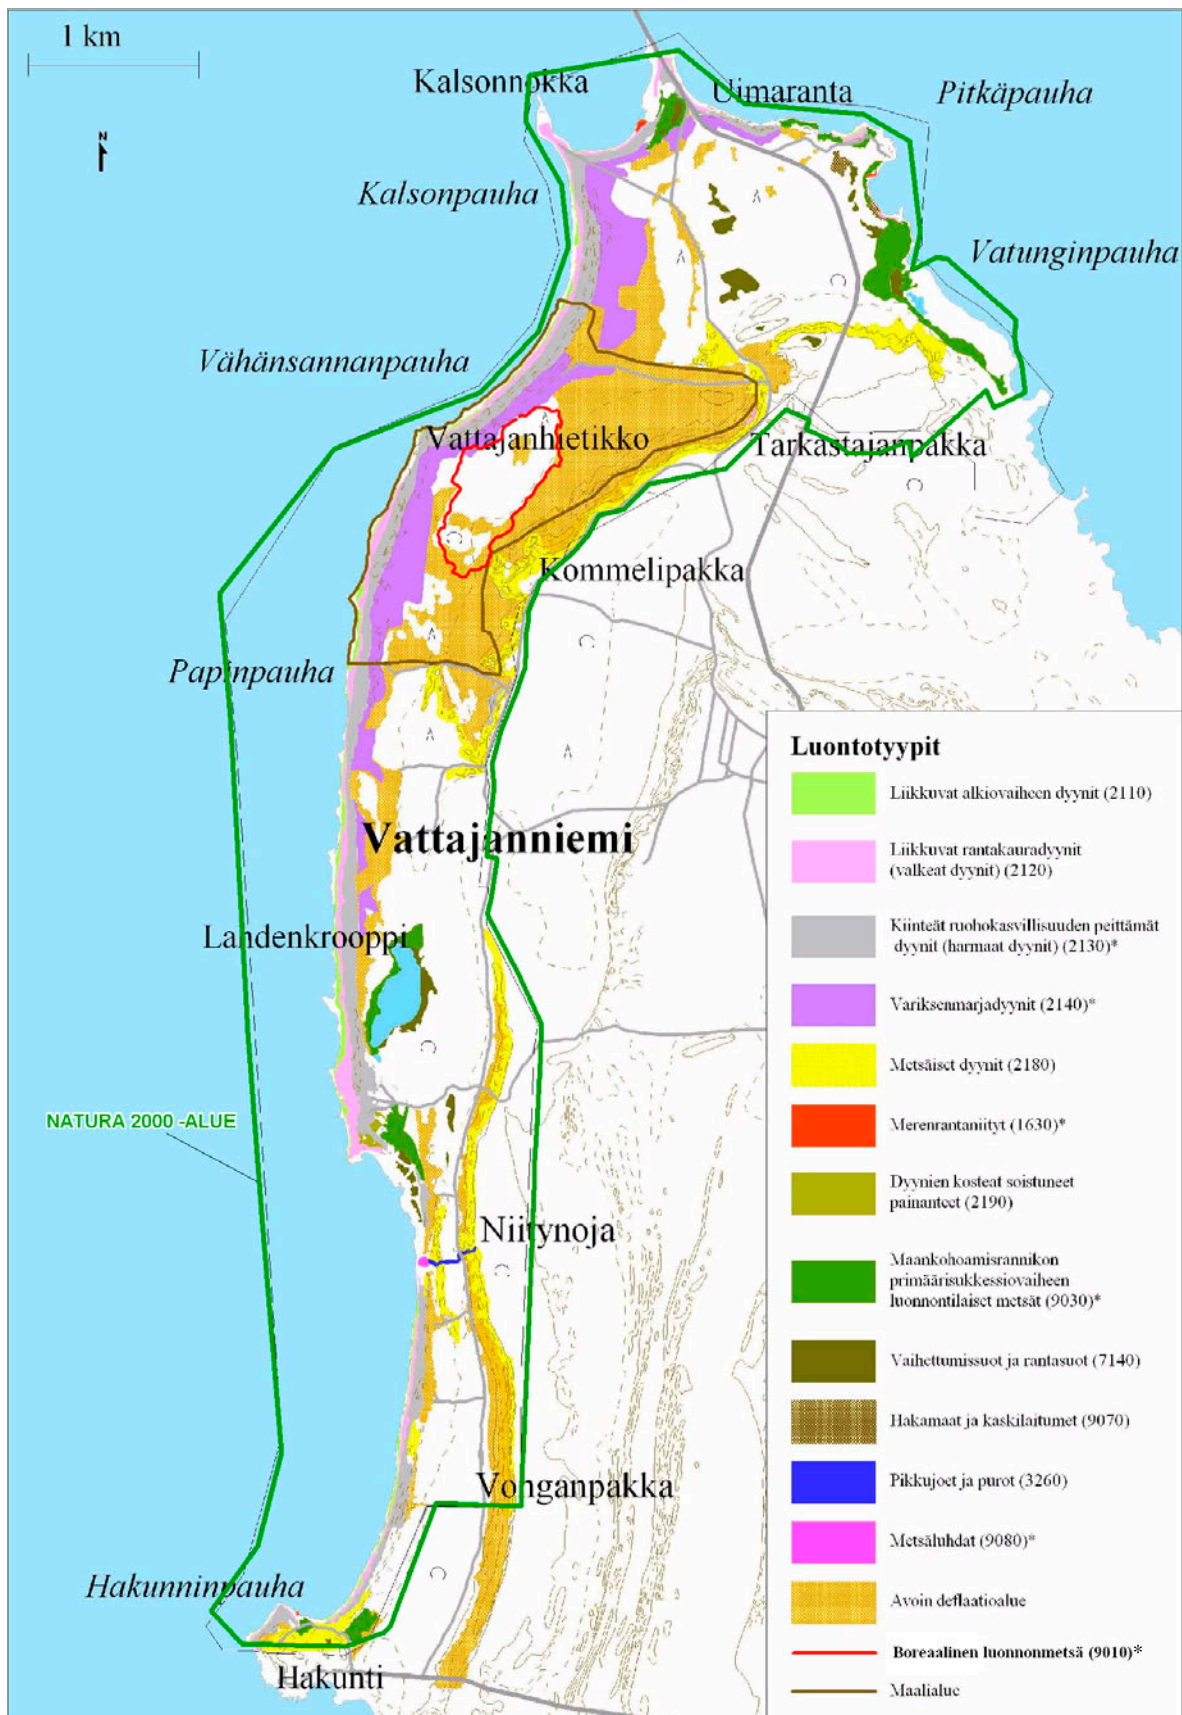 1 km
N
Kalsonnokka
Uimaranta
Pitkäpauha
Kalsonpauha
Vatunginpauha
Vähänsannanpauha
Vattajanhietikko
Tarkastajanpakka
Kommelipakka
Papinpauha
Vattajanniemi
Lahdenkrooppi
NATURA 2000 -ALUE
Niitynoja
Vonganpakka
Hakunninpauha
Hakunti
Luontotyypit
Liikkuvat alkiovaiheen dyynit (2110)
Liikkuvat rantakauradyynit
(valkeat dyynit) (2120)
Kiinteät ruohokasvillisuuden peittämät
dyynit (harmaat dyynit) (2130)*
Variksenmarjadyynit (2140)*
Metsäiset dyynit (2180)
Merenrantaniityt (1630)*
Dyynien kosteat soistuneet
painanteet (2190)
Maankohoamisrannikon
primäärisukkessiovaiheen
luonnontilaiset metsät (9030)*
Vaihettumissuot ja rantasuot (7140)
Hakamaat ja kaskilaitumet (9070)
Pikkujoet ja purot (3260)
Metsäluhdat (9080)*
Avoin deflaatioalue
Boreaalinen luonnonmetsä (9010)*
Maalialue